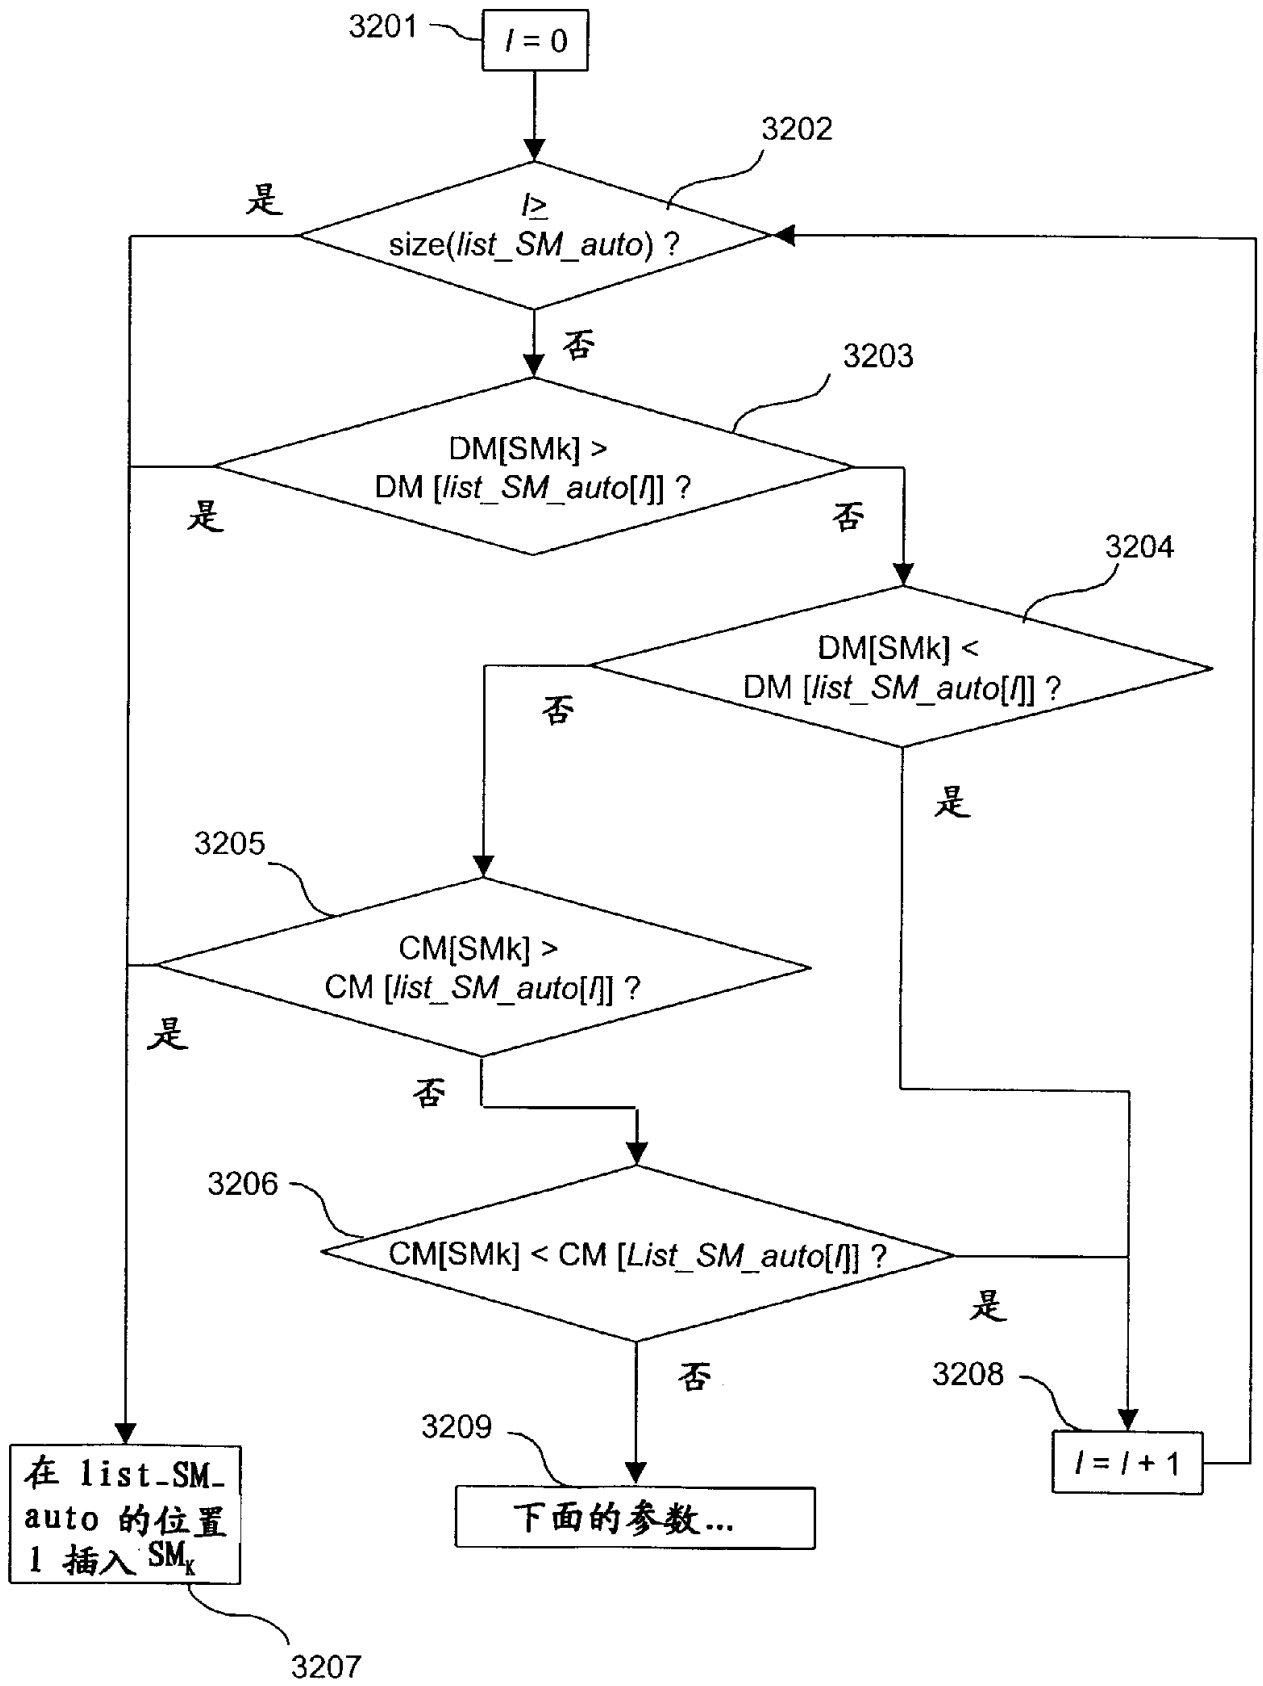 3201
l = 0
3202
是
l≥
size(list_SM_auto) ?
否
3203
DM[SMk] >
DM [list_SM_auto[l]] ?
是
否
3204
DM[SMk] <
DM [list_SM_auto[l]] ?
否
是
3205
CM[SMk] >
CM [list_SM_auto[l]] ?
是
否
3206
CM[SMk] < CM [List_SM_auto[l]] ?
是
否
3208
l = l + 1
3209
下面的参数...
在 list_SM_
auto 的位置
l 插入 SMK
3207